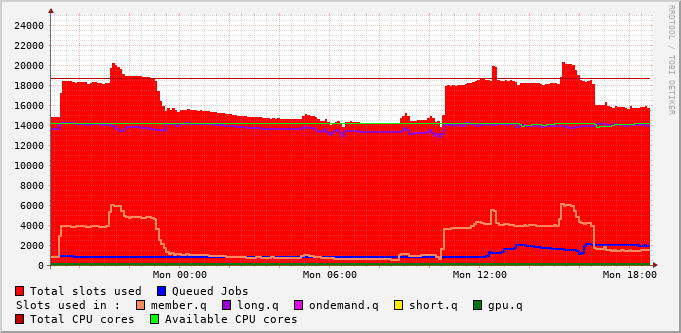 24000
22000
20000
18000
16000
14000
12000
10000
8000
6000
4000
2000
0
Mon 00:00 Mon 06:00 Mon 12:00 Mon 18:00
RRDTOOL / TOBI OETIKER
Total slots used Queued Jobs
Slots used in : member.q long.q ondemand.q short.q gpu.q
Total CPU cores Available CPU cores